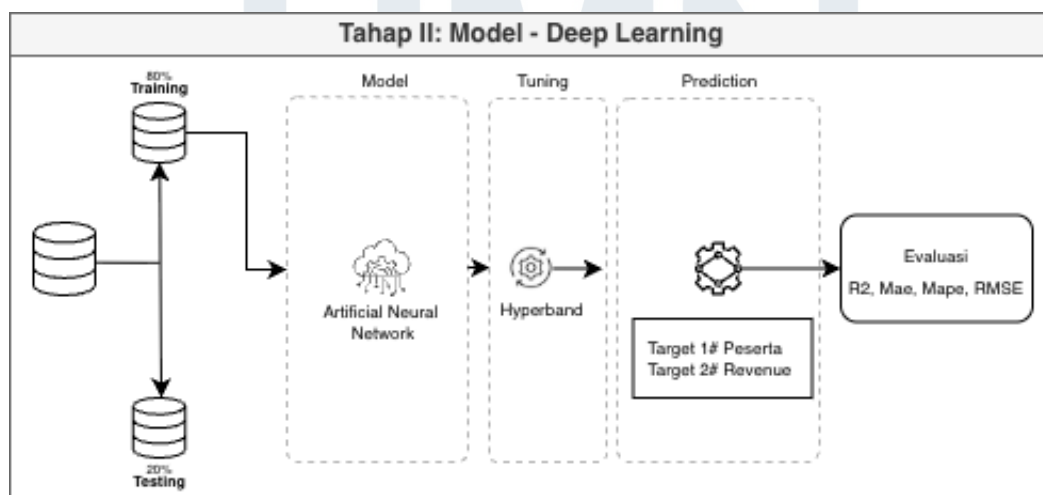 Tahap II: Model - Deep Learning
80%
Training
Model
Tuning
Prediction
Artificial Neural
Network
Hyperband
Target 1# Peserta
Target 2# Revenue
Evaluasi
R2, Mae, Mape, RMSE
20%
Testing